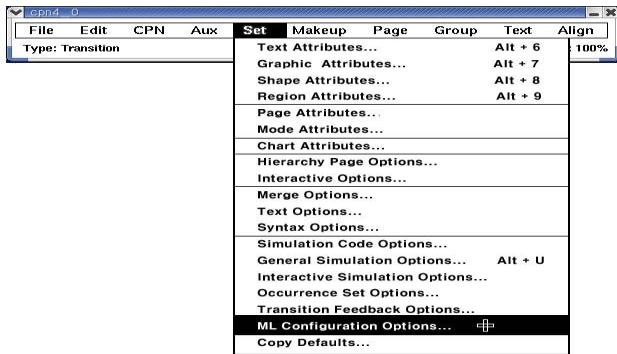 cpn4_0
File Edit CPN Aux Set Makeup Page Group Text Align
Type: Transition : 100%
Text Attributes... Alt + 6
Graphic Attributes... Alt + 7
Shape Attributes... Alt + 8
Region Attributes... Alt + 9
Page Attributes...
Mode Attributes...
Chart Attributes...
Hierarchy Page Options...
Interactive Options...
Merge Options...
Text Options...
Syntax Options...
Simulation Code Options...
General Simulation Options... Alt + U
Interactive Simulation Options...
Occurrence Set Options...
Transition Feedback Options...
ML Configuration Options...
Copy Defaults...